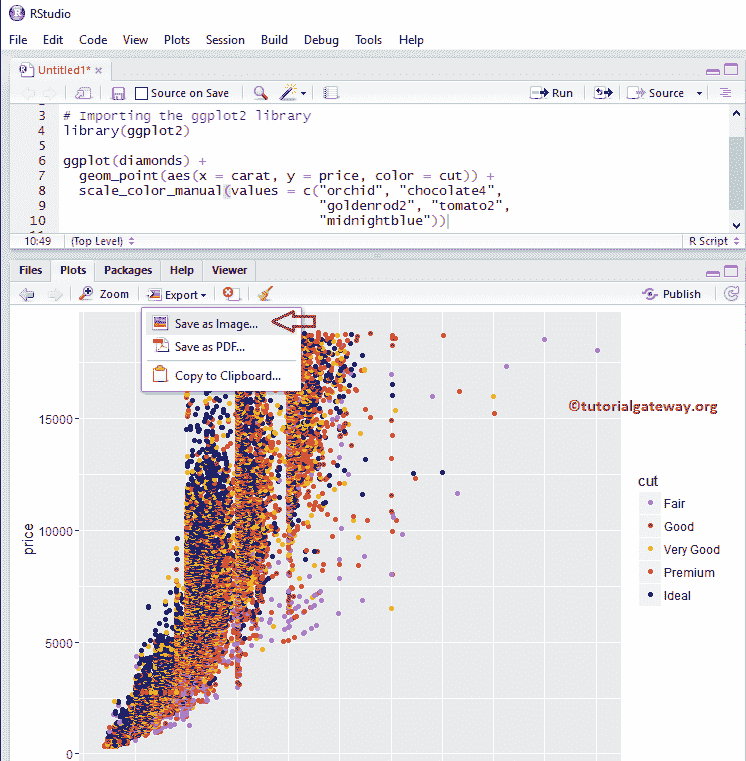 RStudio
File Edit Code View Plots Session Build Debug Tools Help
Untitled1*
Source on Save Run Source
3 # Importing the ggplot2 library
4 library(ggplot2)
5
6 ggplot(diamonds) +
7 geom_point(aes(x = carat, y = price, color = cut)) +
8 scale_color_manual(values = c("orchid", "chocolate4",
9 "goldenrod2", "tomato2",
10 "midnightblue"))
10:49 (Top Level) R Script
Files Plots Packages Help Viewer
Zoom Export Publish
Save as Image...
Save as PDF...
Copy to Clipboard...
©tutorialgateway.org
15000
10000
5000
0
price
cut
Fair
Good
Very Good
Premium
Ideal